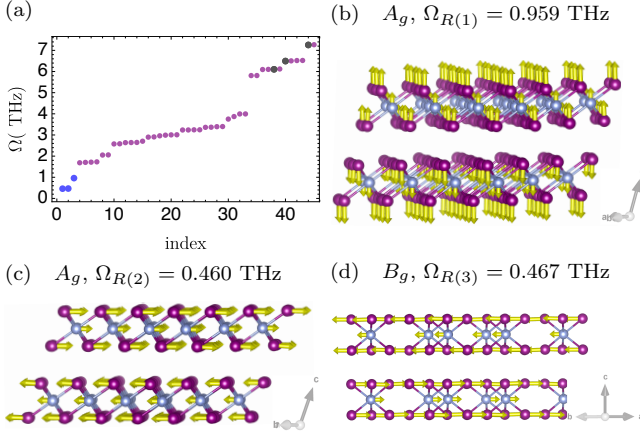 (a)
7
6
5
4
3
2
1
0
Ω( THz)
0 10 20 30 40
index
(b) A_g, Ω_{R(1)} = 0.959 THz
a
b
(c) A_g, Ω_{R(2)} = 0.460 THz
c
b
(d) B_g, Ω_{R(3)} = 0.467 THz
c
b
a